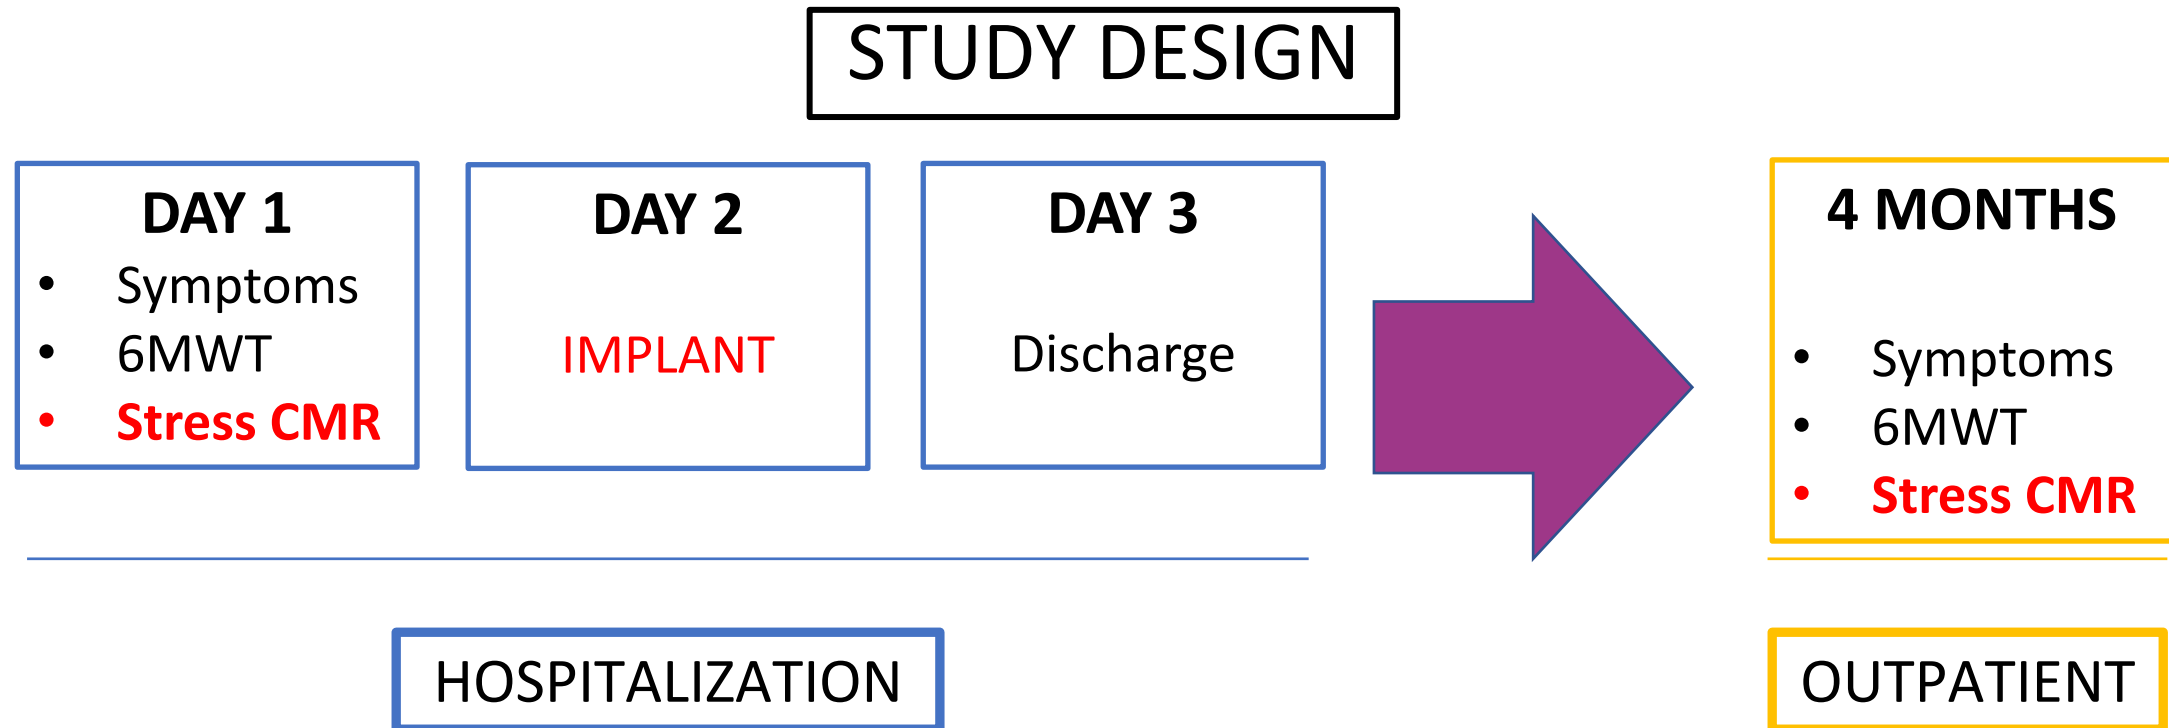 STUDY DESIGN
DAY 1
• Symptoms
• 6MWT
• Stress CMR
DAY 2
IMPLANT
DAY 3
Discharge
4 MONTHS
• Symptoms
• 6MWT
• Stress CMR
HOSPITALIZATION
OUTPATIENT